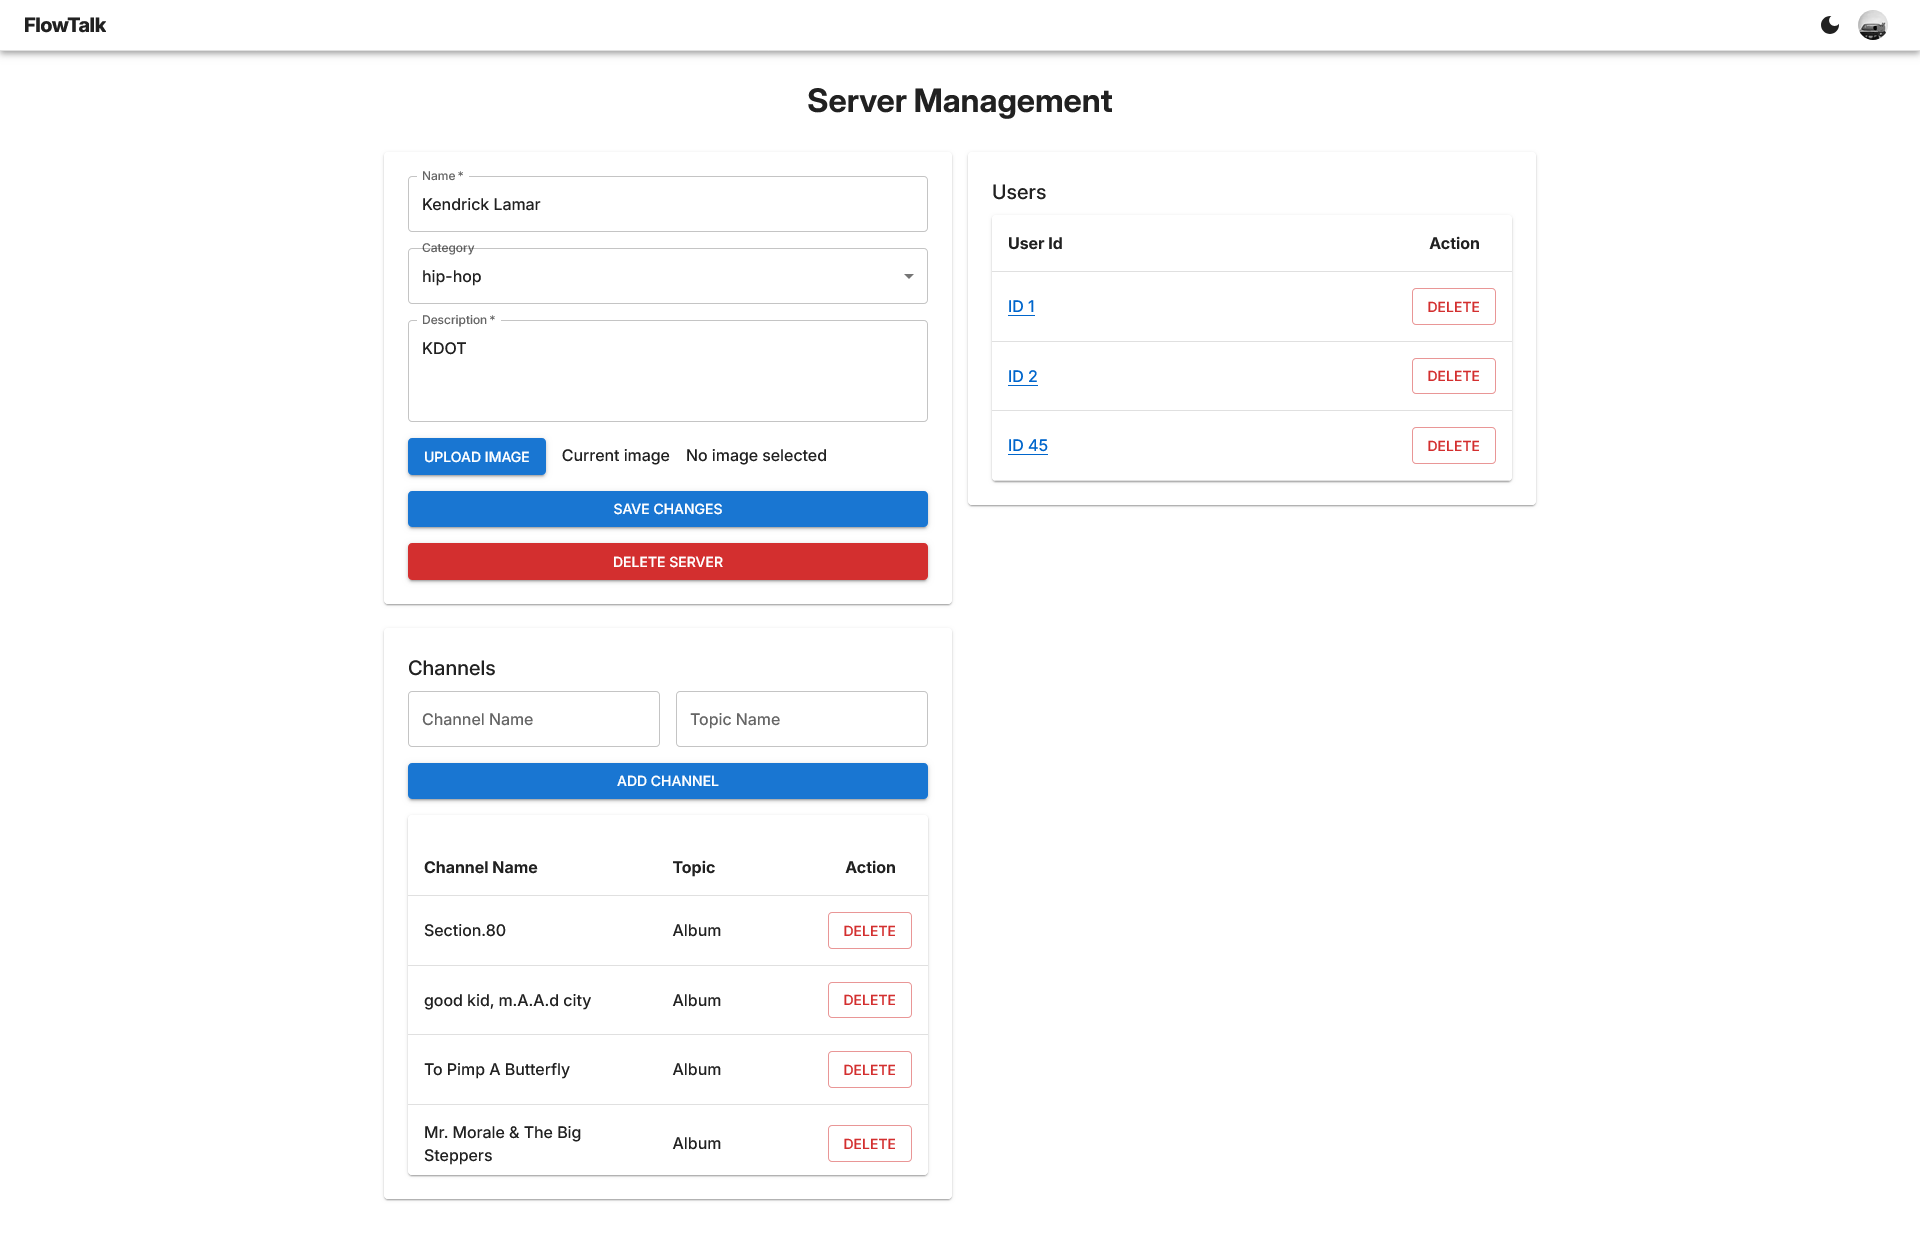 FlowTalk
Server Management
Name *
Kendrick Lamar
Category
hip-hop
Description *
KDOT
UPLOAD IMAGE Current image No image selected
SAVE CHANGES
DELETE SERVER
Users
User Id Action
ID 1 DELETE
ID 2 DELETE
ID 45 DELETE
Channels
Channel Name Topic Name
ADD CHANNEL
Channel Name Topic Action
Section.80 Album DELETE
good kid, m.A.A.d city Album DELETE
To Pimp A Butterfly Album DELETE
Mr. Morale & The Big
Steppers
Album DELETE